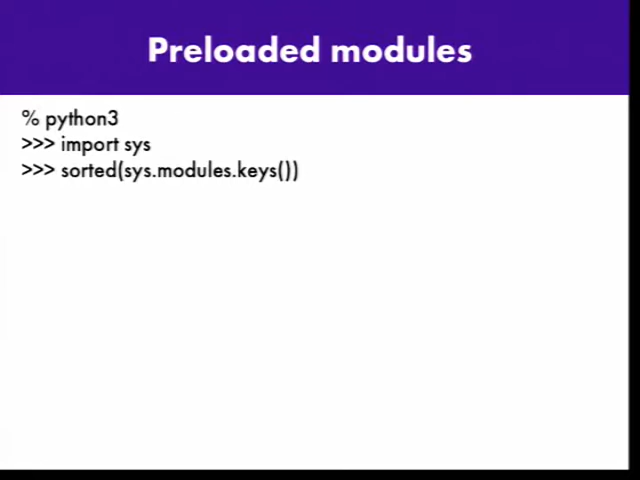 Preloaded modules
% python3
>>> import sys
>>> sorted(sys.modules.keys())